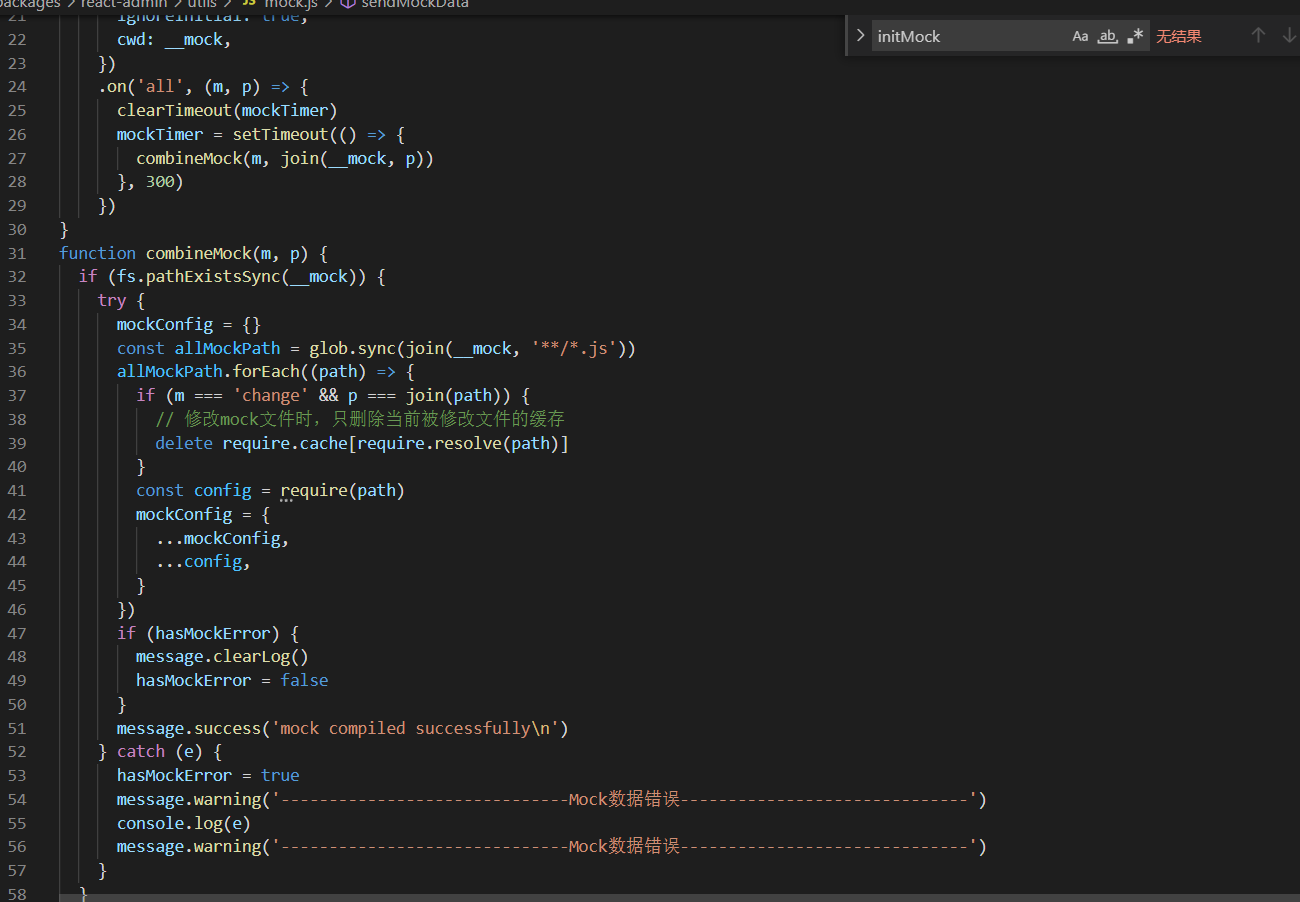 packages > react-admin > utils > JS mock.js > sendMockData
initMock Aa ab .* 无结果
21 ignoreInitial: true,
22 cwd: __mock,
23 })
24 .on('all', (m, p) => {
25 clearTimeout(mockTimer)
26 mockTimer = setTimeout(() => {
27 combineMock(m, join(__mock, p))
28 }, 300)
29 })
30 }
31 function combineMock(m, p) {
32 if (fs.pathExistsSync(__mock)) {
33 try {
34 mockConfig = {}
35 const allMockPath = glob.sync(join(__mock, '**/*.js'))
36 allMockPath.forEach((path) => {
37 if (m === 'change' && p === join(path)) {
38 // 修改mock文件时，只删除当前被修改文件的缓存
39 delete require.cache[require.resolve(path)]
40 }
41 const config = require(path)
42 mockConfig = {
43 ...mockConfig,
44 ...config,
45 }
46 })
47 if (hasMockError) {
48 message.clearLog()
49 hasMockError = false
50 }
51 message.success('mock compiled successfully\n')
52 } catch (e) {
53 hasMockError = true
54 message.warning('------------------------------Mock数据错误------------------------------')
55 console.log(e)
56 message.warning('------------------------------Mock数据错误------------------------------')
57 }
58 }